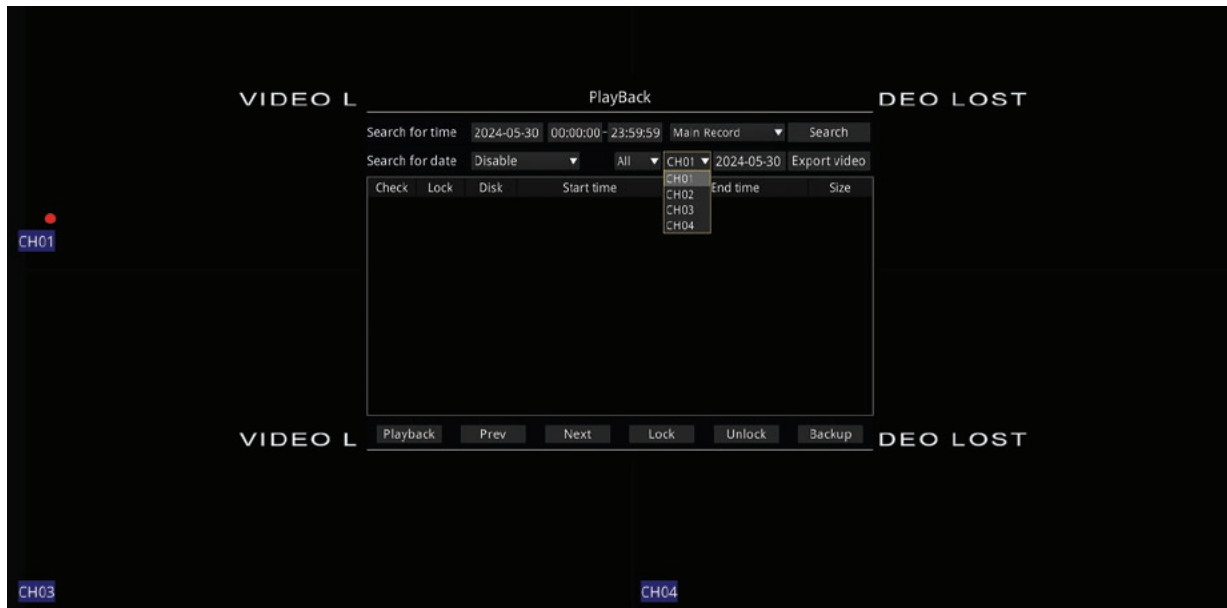 VIDEO L
PlayBack
DEO LOST
Search for time 2024-05-30 00:00:00 - 23:59:59 Main Record Search
Search for date Disable All CH01 2024-05-30 Export video
Check Lock Disk Start time End time Size
CH01
CH02
CH03
CH04
CH01
VIDEO L
Playback Prev Next Lock Unlock Backup
DEO LOST
CH03
CH04